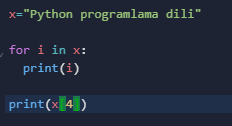 x="Python programlama dili"
for i in x:
  print(i)
print(x[4])